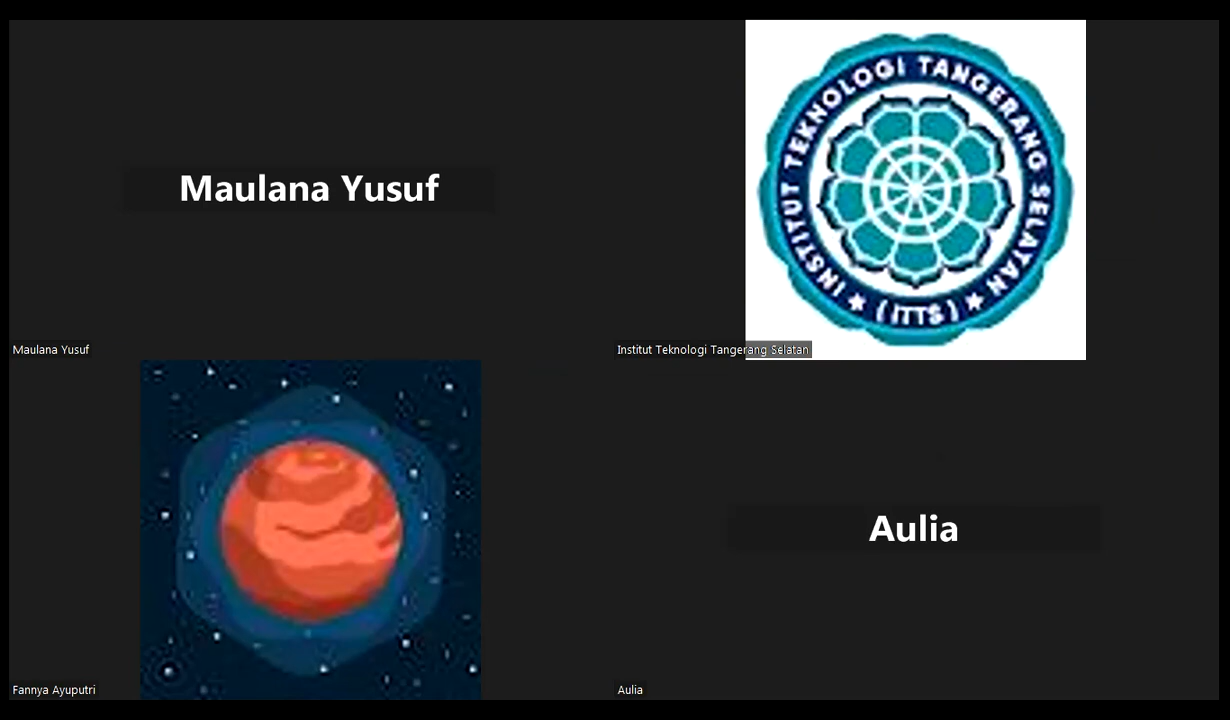 Maulana Yusuf
Maulana Yusuf
INSTITUT TEKNOLOGI TANGERANG SELATAN
(ITTS)
Institut Teknologi Tangerang Selatan
Fannya Ayuputri
Aulia
Aulia